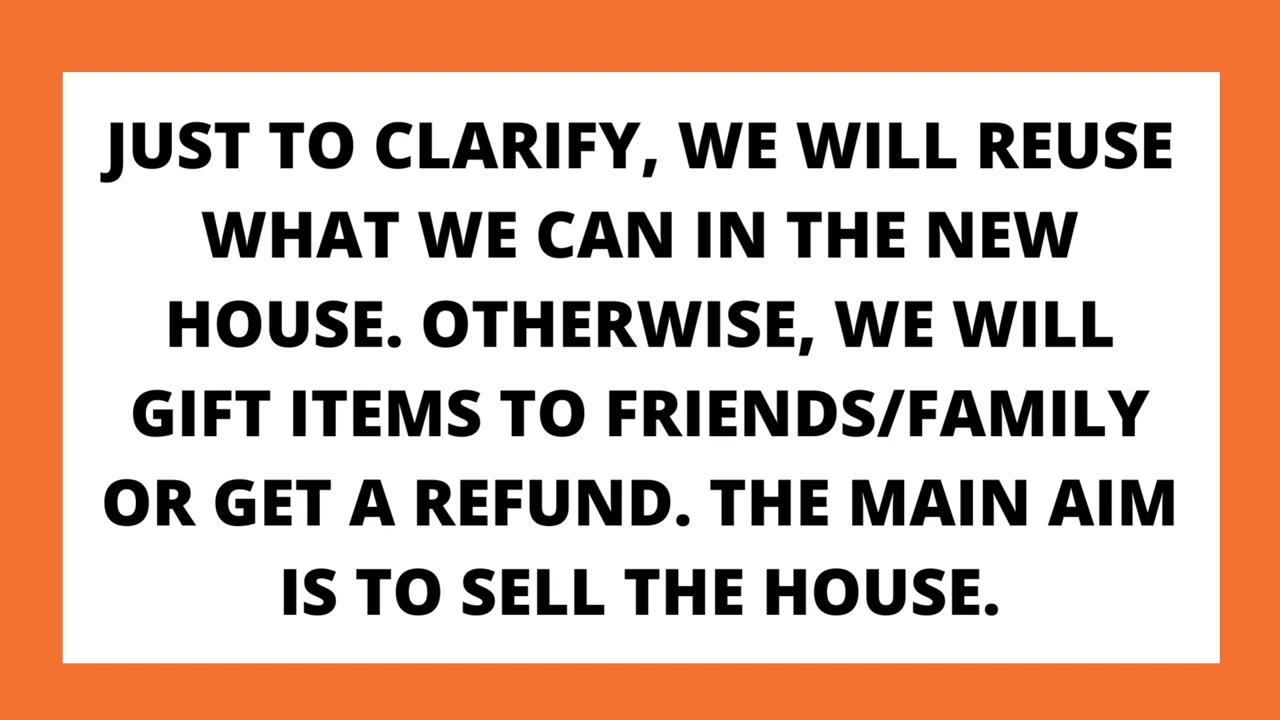 JUST TO CLARIFY, WE WILL REUSE
WHAT WE CAN IN THE NEW
HOUSE. OTHERWISE, WE WILL
GIFT ITEMS TO FRIENDS/FAMILY
OR GET A REFUND. THE MAIN AIM
IS TO SELL THE HOUSE.